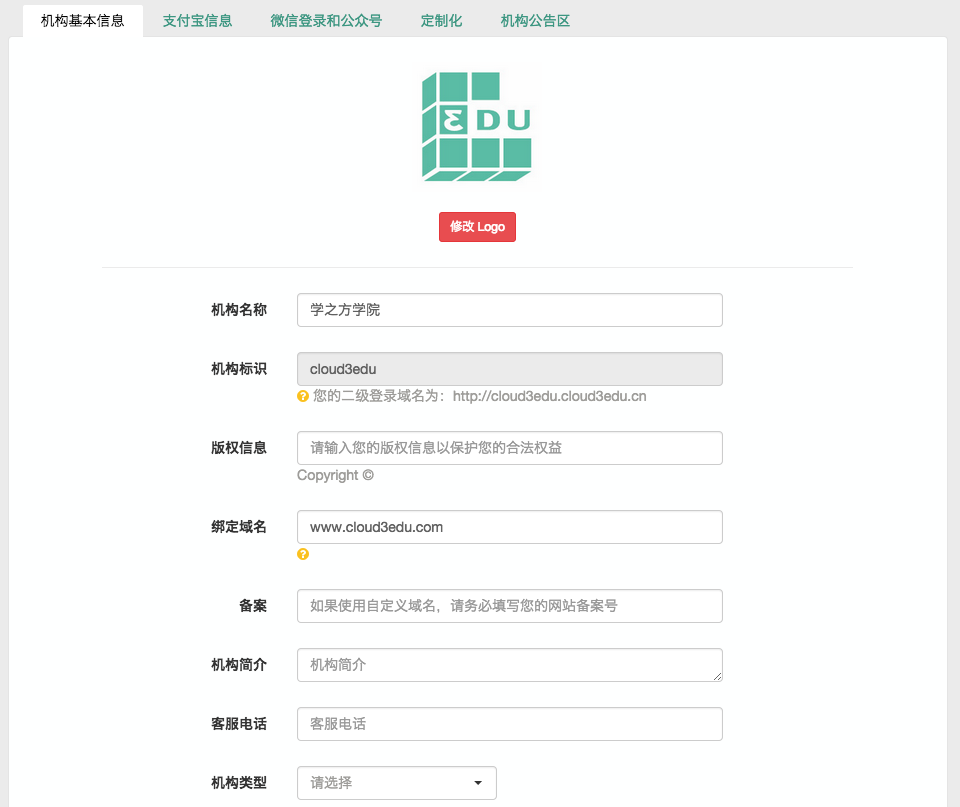 机构基本信息 支付宝信息 微信登录和公众号 定制化 机构公告区
3 DU
修改 Logo
机构名称 学之方学院
机构标识 cloud3edu
? 您的二级登录域名为：http://cloud3edu.cloud3edu.cn
版权信息 请输入您的版权信息以保护您的合法权益
Copyright ©
绑定域名 www.cloud3edu.com
?
备案 如果使用自定义域名，请务必填写您的网站备案号
机构简介 机构简介
客服电话 客服电话
机构类型 请选择